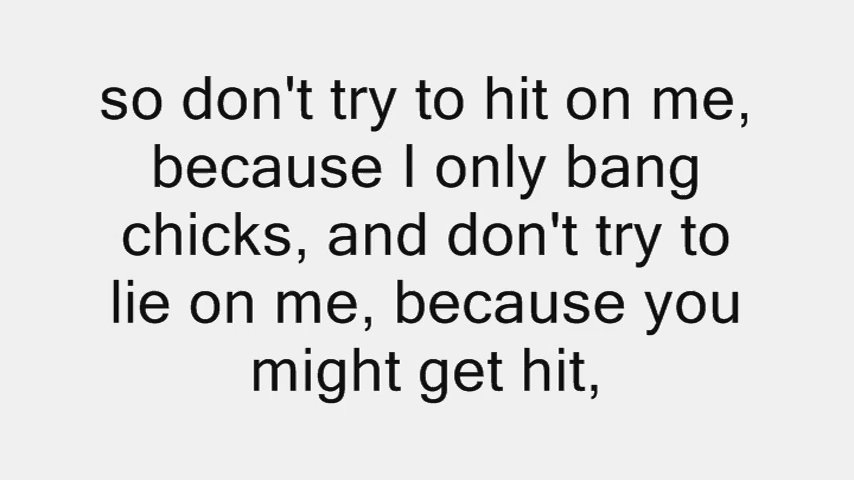 so don't try to hit on me,
because I only bang
chicks, and don't try to
lie on me, because you
might get hit,